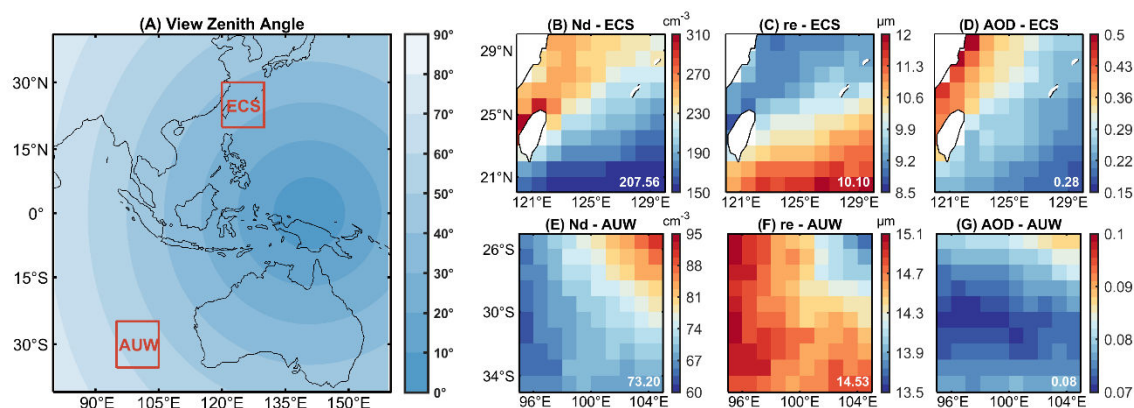 (A) View Zenith Angle
30°N
15°N
0°
15°S
30°S
90°E
105°E
120°E
135°E
150°E
ECS
AUW
90°
80°
70°
60°
50°
40°
30°
20°
10°
0°
(B) Nd - ECS
cm-3
29°N
25°N
21°N
121°E
125°E
129°E
207.56
310
270
230
190
150
(C) re - ECS
μm
121°E
125°E
129°E
10.10
12
11.3
10.6
9.9
9.2
8.5
(D) AOD - ECS
121°E
125°E
129°E
0.28
0.5
0.43
0.36
0.29
0.22
0.15
(E) Nd - AUW
cm-3
26°S
30°S
34°S
96°E
100°E
104°E
73.20
95
88
81
74
67
60
(F) re - AUW
μm
96°E
100°E
104°E
14.53
15.1
14.7
14.3
13.9
13.5
(G) AOD - AUW
96°E
100°E
104°E
0.08
0.1
0.09
0.08
0.07